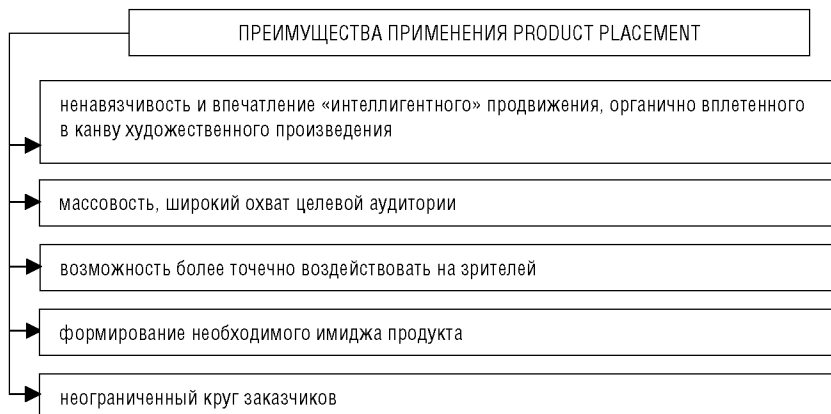 ПРЕИМУЩЕСТВА ПРИМЕНЕНИЯ PRODUCT PLACEMENT
ненавязчивость и впечатление «интеллигентного» продвижения, органично вплетенного
в канву художественного произведения
массовость, широкий охват целевой аудитории
возможность более точечно воздействовать на зрителей
формирование необходимого имиджа продукта
неограниченный круг заказчиков